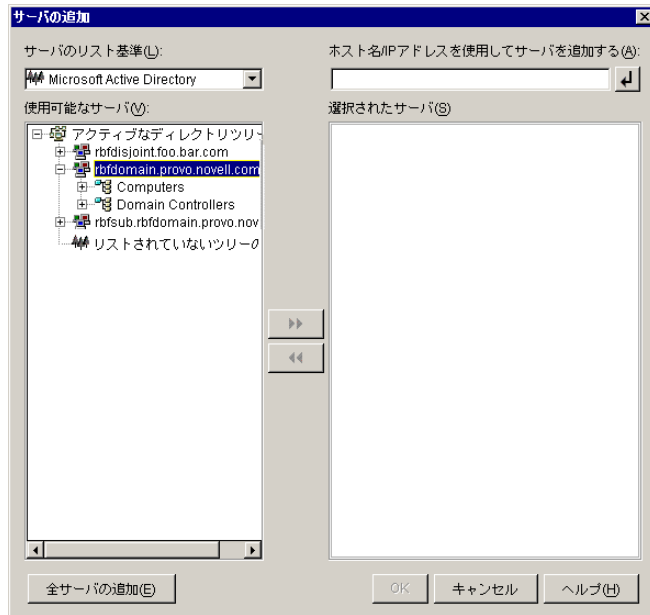 サーバの追加
サーバのリスト基準(L):
Microsoft Active Directory
使用可能なサーバ(V):
アクティブなディレクトリツリー
rbfdisjoint.foo.bar.com
rbfdomain.provo.novell.com
Computers
Domain Controllers
rbfsub.rbfdomain.provo.nov
リストされていないツリーの
ホスト名/IPアドレスを使用してサーバを追加する(A):
選択されたサーバ(S)
全サーバの追加(E)
OK
キャンセル
ヘルプ(H)